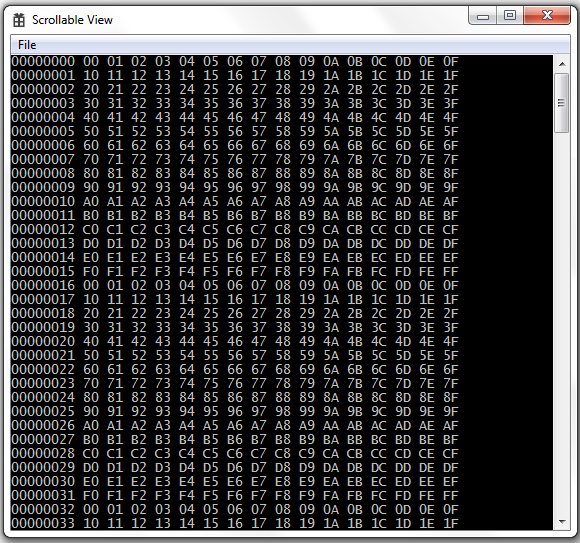 Scrollable View
File
00000000 00 01 02 03 04 05 06 07 08 09 0A 0B 0C 0D 0E 0F
00000001 10 11 12 13 14 15 16 17 18 19 1A 1B 1C 1D 1E 1F
00000002 20 21 22 23 24 25 26 27 28 29 2A 2B 2C 2D 2E 2F
00000003 30 31 32 33 34 35 36 37 38 39 3A 3B 3C 3D 3E 3F
00000004 40 41 42 43 44 45 46 47 48 49 4A 4B 4C 4D 4E 4F
00000005 50 51 52 53 54 55 56 57 58 59 5A 5B 5C 5D 5E 5F
00000006 60 61 62 63 64 65 66 67 68 69 6A 6B 6C 6D 6E 6F
00000007 70 71 72 73 74 75 76 77 78 79 7A 7B 7C 7D 7E 7F
00000008 80 81 82 83 84 85 86 87 88 89 8A 8B 8C 8D 8E 8F
00000009 90 91 92 93 94 95 96 97 98 99 9A 9B 9C 9D 9E 9F
00000010 A0 A1 A2 A3 A4 A5 A6 A7 A8 A9 AA AB AC AD AE AF
00000011 B0 B1 B2 B3 B4 B5 B6 B7 B8 B9 BA BB BC BD BE BF
00000012 C0 C1 C2 C3 C4 C5 C6 C7 C8 C9 CA CB CC CD CE CF
00000013 D0 D1 D2 D3 D4 D5 D6 D7 D8 D9 DA DB DC DD DE DF
00000014 E0 E1 E2 E3 E4 E5 E6 E7 E8 E9 EA EB EC ED EE EF
00000015 F0 F1 F2 F3 F4 F5 F6 F7 F8 F9 FA FB FC FD FE FF
00000016 00 01 02 03 04 05 06 07 08 09 0A 0B 0C 0D 0E 0F
00000017 10 11 12 13 14 15 16 17 18 19 1A 1B 1C 1D 1E 1F
00000018 20 21 22 23 24 25 26 27 28 29 2A 2B 2C 2D 2E 2F
00000019 30 31 32 33 34 35 36 37 38 39 3A 3B 3C 3D 3E 3F
00000020 40 41 42 43 44 45 46 47 48 49 4A 4B 4C 4D 4E 4F
00000021 50 51 52 53 54 55 56 57 58 59 5A 5B 5C 5D 5E 5F
00000022 60 61 62 63 64 65 66 67 68 69 6A 6B 6C 6D 6E 6F
00000023 70 71 72 73 74 75 76 77 78 79 7A 7B 7C 7D 7E 7F
00000024 80 81 82 83 84 85 86 87 88 89 8A 8B 8C 8D 8E 8F
00000025 90 91 92 93 94 95 96 97 98 99 9A 9B 9C 9D 9E 9F
00000026 A0 A1 A2 A3 A4 A5 A6 A7 A8 A9 AA AB AC AD AE AF
00000027 B0 B1 B2 B3 B4 B5 B6 B7 B8 B9 BA BB BC BD BE BF
00000028 C0 C1 C2 C3 C4 C5 C6 C7 C8 C9 CA CB CC CD CE CF
00000029 D0 D1 D2 D3 D4 D5 D6 D7 D8 D9 DA DB DC DD DE DF
00000030 E0 E1 E2 E3 E4 E5 E6 E7 E8 E9 EA EB EC ED EE EF
00000031 F0 F1 F2 F3 F4 F5 F6 F7 F8 F9 FA FB FC FD FE FF
00000032 00 01 02 03 04 05 06 07 08 09 0A 0B 0C 0D 0E 0F
00000033 10 11 12 13 14 15 16 17 18 19 1A 1B 1C 1D 1E 1F